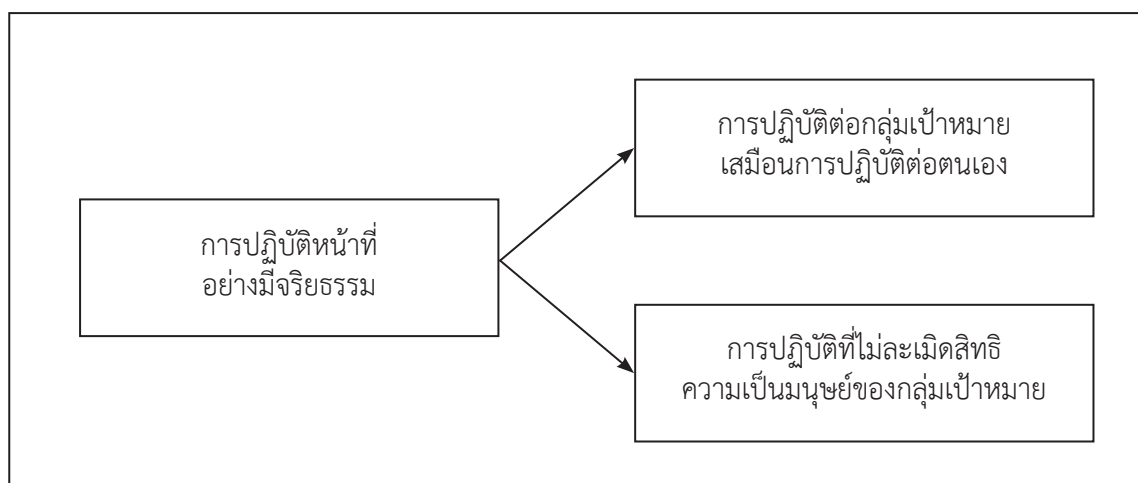 การปฏิบัติต่อกลุ่มเป้าหมาย
เสมือนการปฏิบัติต่อตนเอง
การปฏิบัติหน้าที่
อย่างมีจริยธรรม
การปฏิบัติที่ไม่ละเมิดสิทธิ
ความเป็นมนุษย์ของกลุ่มเป้าหมาย